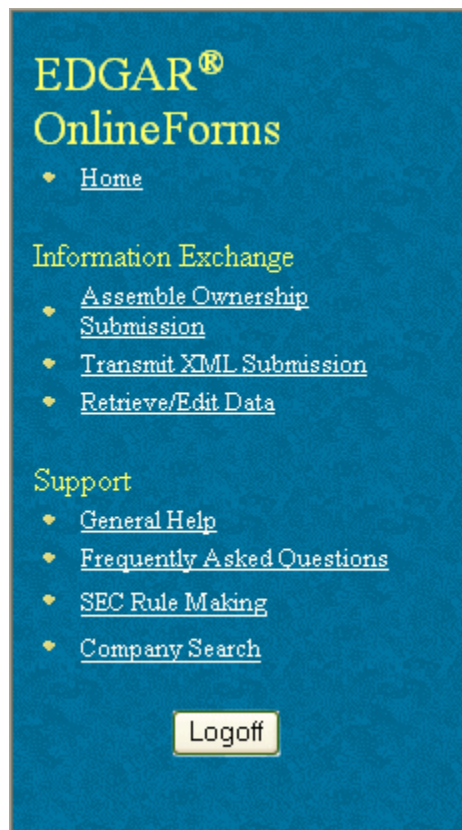 EDGAR®
OnlineForms
Home
Information Exchange
Assemble Ownership
Submission
Transmit XML Submission
Retrieve/Edit Data
Support
General Help
Frequently Asked Questions
SEC Rule Making
Company Search
Logoff